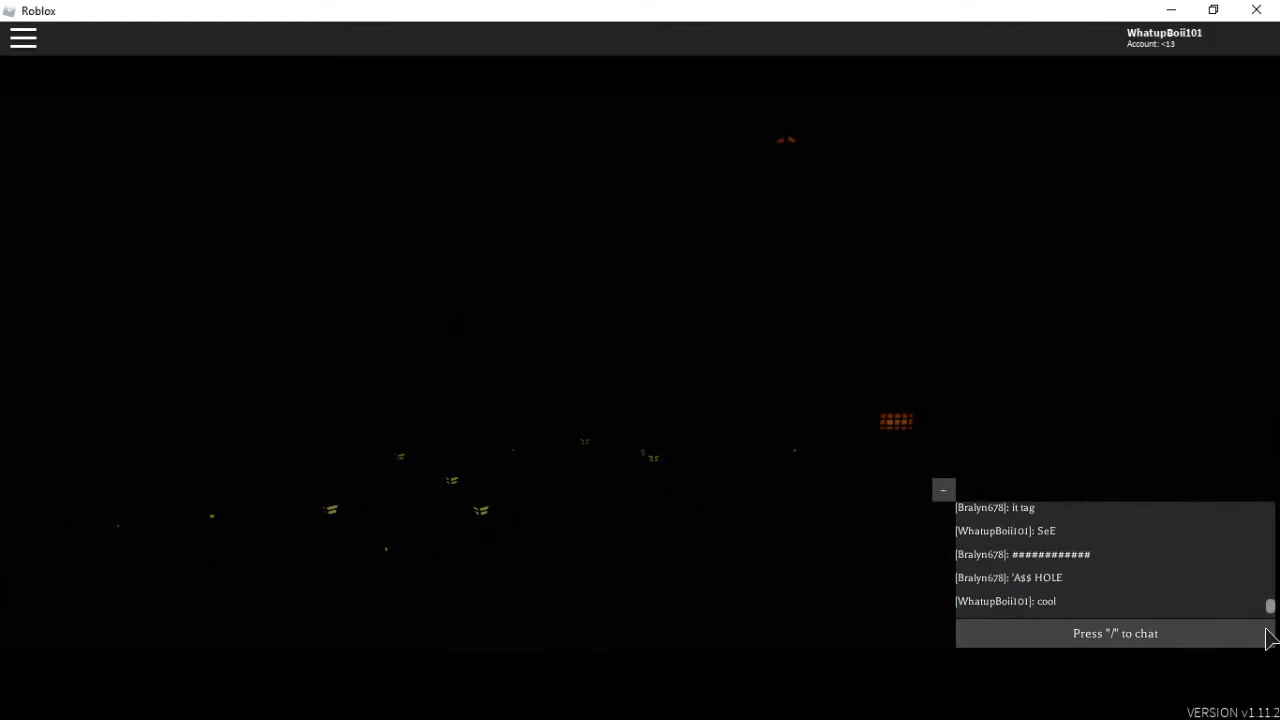 Roblox
WhatupBoii101
Account: <13
[Bralyn678]: it tag
[WhatupBoii101]: SeE
[Bralyn678]: ############
[Bralyn678]: 'A$$ HOLE
[WhatupBoii101]: cool
Press "/" to chat
VERSION v1.11.2